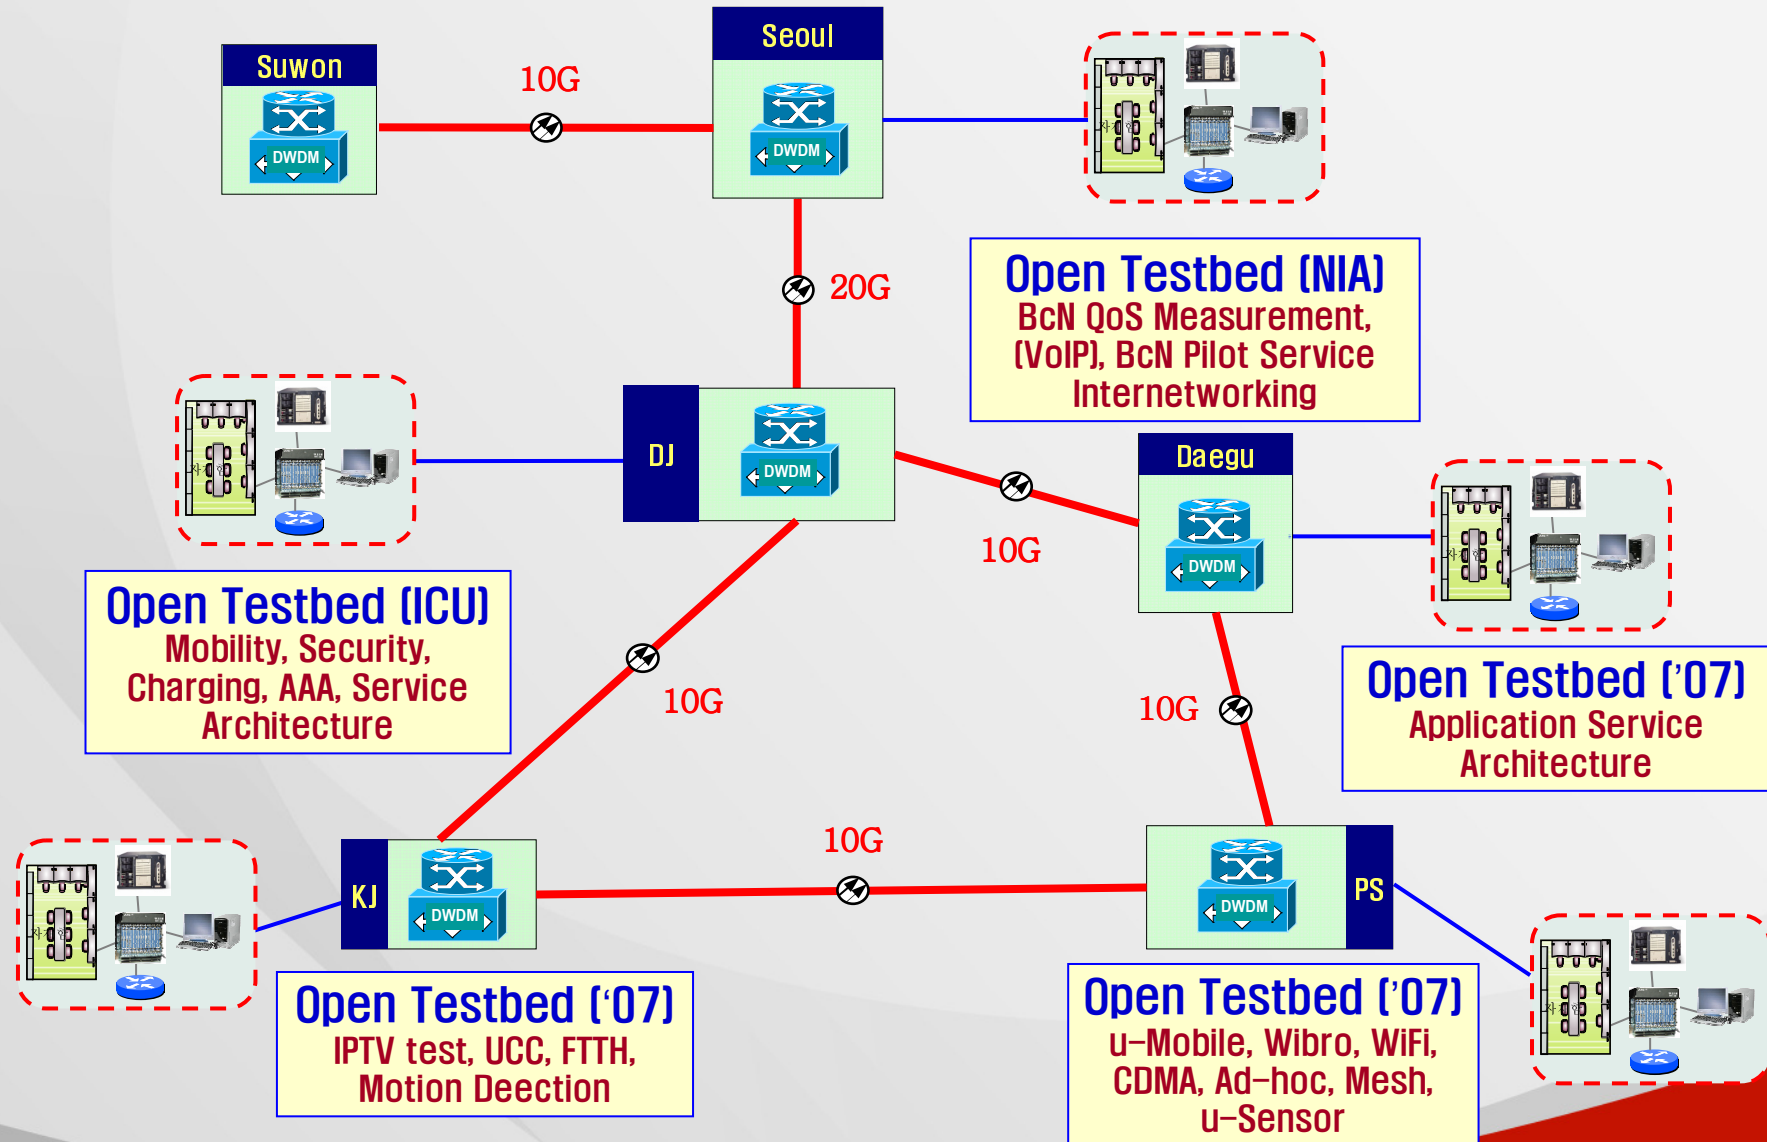 Seoul
Suwon
10G
DWDM
DWDM
20G
Open Testbed (NIA)
BcN QoS Measurement,
(VoIP), BcN Pilot Service
Internetworking
DJ
DWDM
Daegu
DWDM
10G
Open Testbed (ICU)
Mobility, Security,
Charging, AAA, Service
Architecture
10G
10G
Open Testbed ('07)
Application Service
Architecture
10G
KJ
DWDM
DWDM
PS
Open Testbed (‘07)
IPTV test, UCC, FTTH,
Motion Deection
Open Testbed (’07)
u-Mobile, Wibro, WiFi,
CDMA, Ad-hoc, Mesh,
u-Sensor